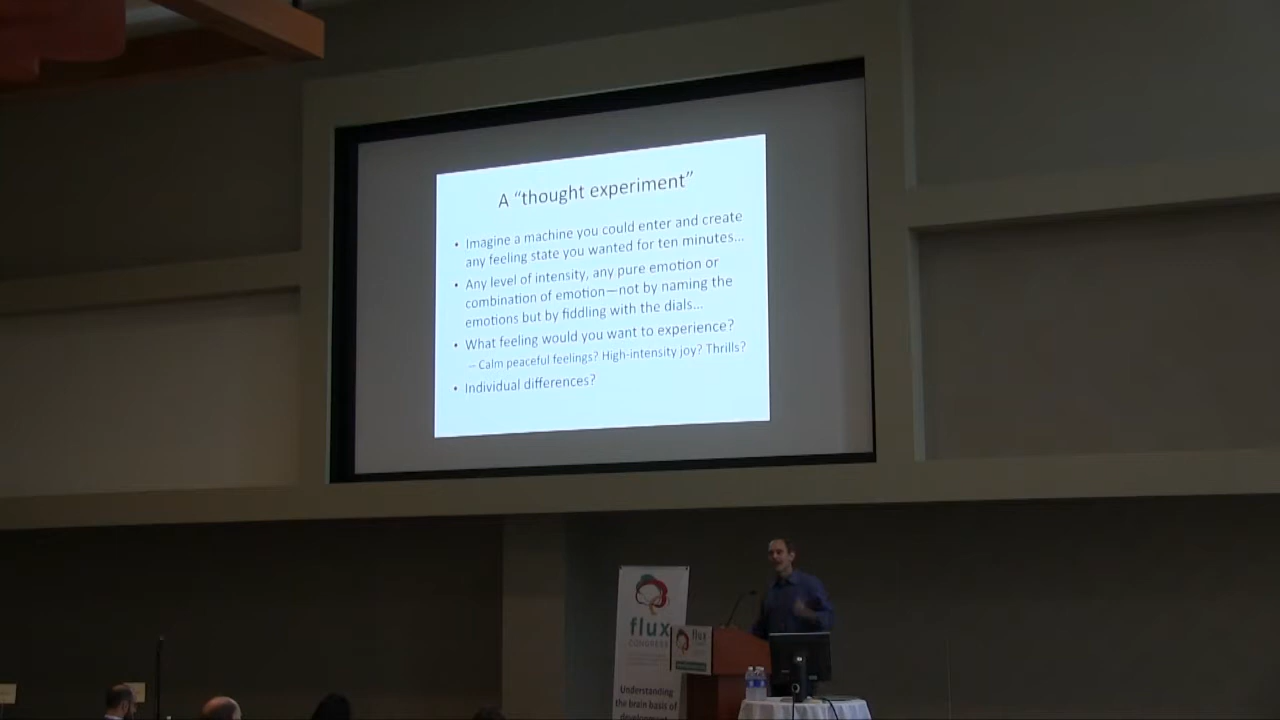 A “thought experiment”
• Imagine a machine you could enter and create
any feeling state you wanted for ten minutes...
• Any level of intensity, any pure emotion or
combination of emotion—not by naming the
emotions but by fiddling with the dials...
• What feeling would you want to experience?
– Calm peaceful feelings? High-intensity joy? Thrills?
• Individual differences?
flux
CONGRESS
Understanding
the brain basis of
development
flux